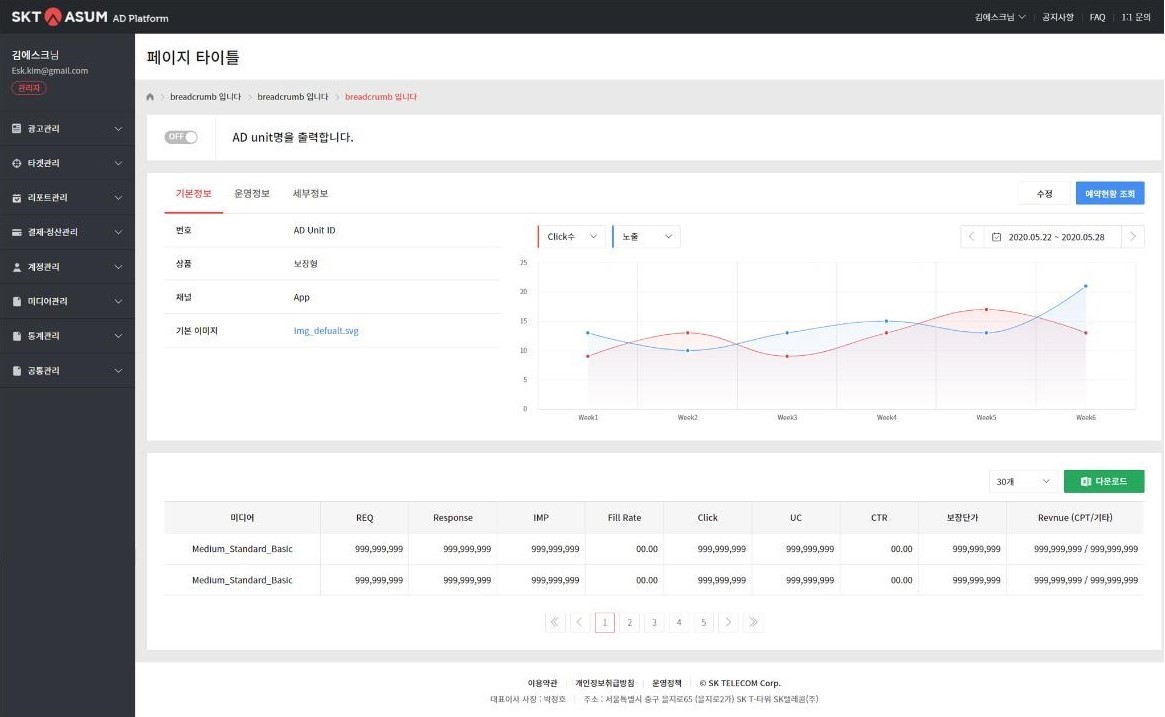 SKT ASUM AD Platform
김에스크님 공지사항 FAQ 1:1 문의
김에스크님
Esk.kim@gmail.com
관리자
광고관리
타겟관리
리포트관리
결제·정산관리
계정관리
미디어관리
통계관리
공통관리
페이지 타이틀
breadcrumb 입니다 breadcrumb 입니다 breadcrumb 입니다
OFF AD unit명을 출력합니다.
기본정보 운영정보 세부정보 수정 예약현황 조회
번호 AD Unit ID
상품 보장형
채널 App
기본 이미지 Img_defualt.svg
Click수 노출 2020.05.22 ~ 2020.05.28
25
20
15
10
5
0
Week1 Week2 Week3 Week4 Week5 Week6
30개 다운로드
미디어 REQ Response IMP Fill Rate Click UC CTR 보장단가 Revnue (CPT/기타)
Medium_Standard_Basic 999,999,999 999,999,999 999,999,999 00.00 999,999,999 999,999,999 00.00 999,999,999 999,999,999 / 999,999,999
Medium_Standard_Basic 999,999,999 999,999,999 999,999,999 00.00 999,999,999 999,999,999 00.00 999,999,999 999,999,999 / 999,999,999
1 2 3 4 5
이용약관 개인정보취급방침 운영정책 © SK TELECOM Corp.
대표이사 사장 : 박정호 주소 : 서울특별시 중구 을지로65 (을지로2가) SK T-타워 SK텔레콤(주)